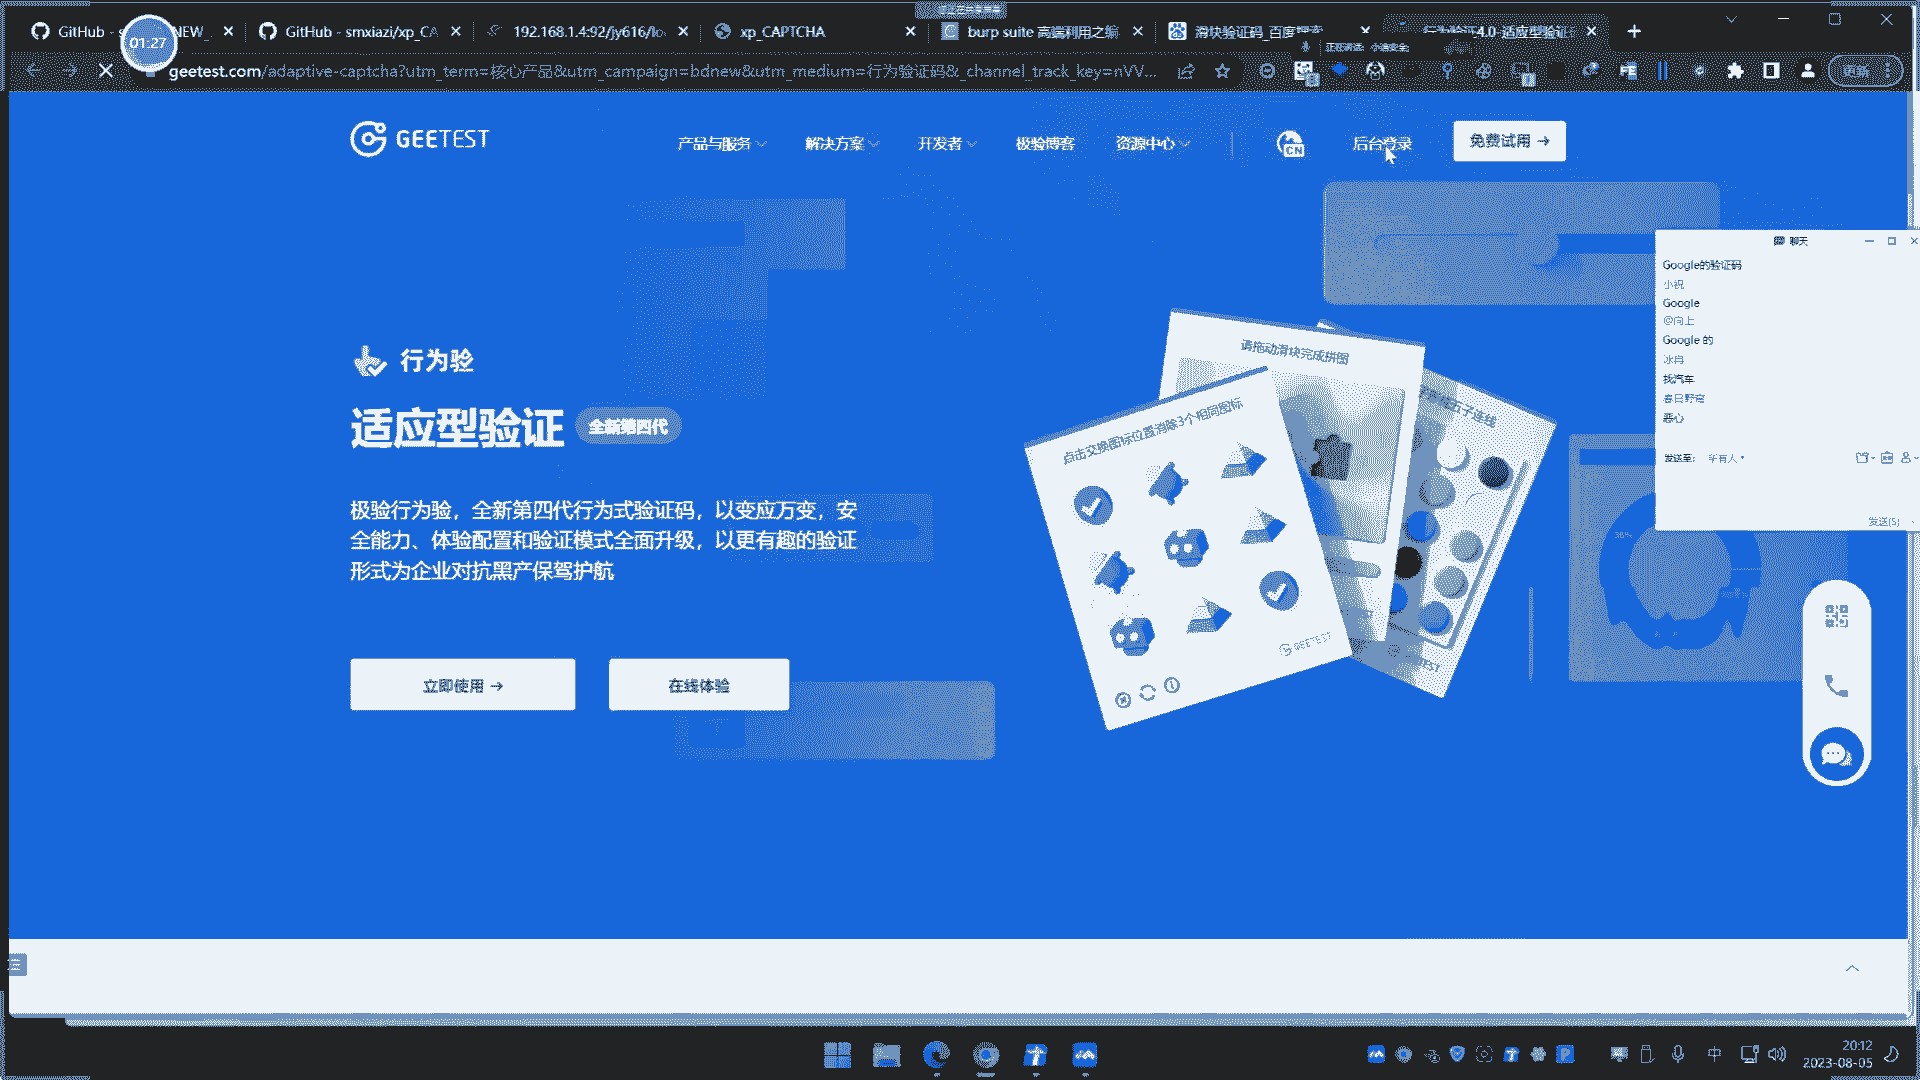 GitHub - s
NEW_
GitHub - smxiazi/xp_CA
192.168.1.4:92/jy616/lo
xp_CAPTCHA
burp suite 高端利用之篇
滑块验证码_百度搜索
行为验证4.0-适应型验证
01:27
geetest.com/adaptive-captcha?utm_term=核心产品&utm_campaign=bdnew&utm_medium=行为验证码&_channel_track_key=nVV...
更新
GEETEST
产品与服务
解决方案
开发者
极验博客
资源中心
CN
后台登录
免费试用 →
聊天
Google的验证码
小祝
Google
@向上
Google 的
冰冉
找汽车
春日野穹
恶心
发送至:
所有人
发送(S)
行为验
适应型验证
全新第四代
极验行为验，全新第四代行为式验证码，以变应万变，安
全能力、体验配置和验证模式全面升级，以更有趣的验证
形式为企业对抗黑产保驾护航
立即使用 →
在线体验
请拖动滑块完成拼图
点击交换图标位置消除3个相同图标
五子连线
GEETEST
36%
中
20:12
2023-08-05